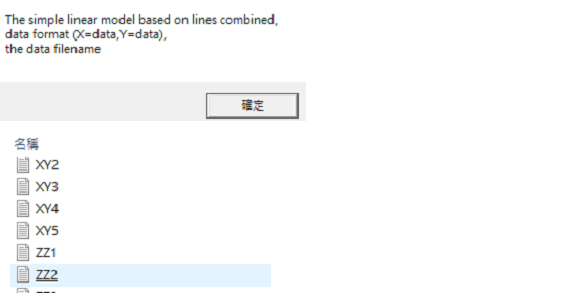 The simple linear model based on lines combined,
data format (X=data,Y=data),
the data filename
確定
名稱
XY2
XY3
XY4
XY5
ZZ1
ZZ2